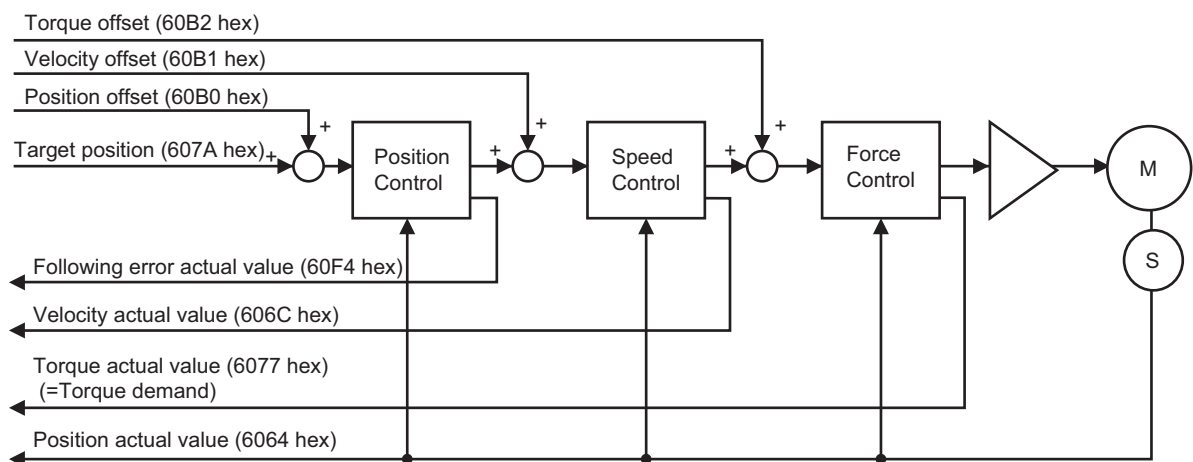 Torque offset (60B2 hex)
Velocity offset (60B1 hex)
Position offset (60B0 hex)
+
+
+
Target position (607A hex)
+
Position
Control
+
Speed
Control
+
Force
Control
M
S
Following error actual value (60F4 hex)
Velocity actual value (606C hex)
Torque actual value (6077 hex)
(=Torque demand)
Position actual value (6064 hex)